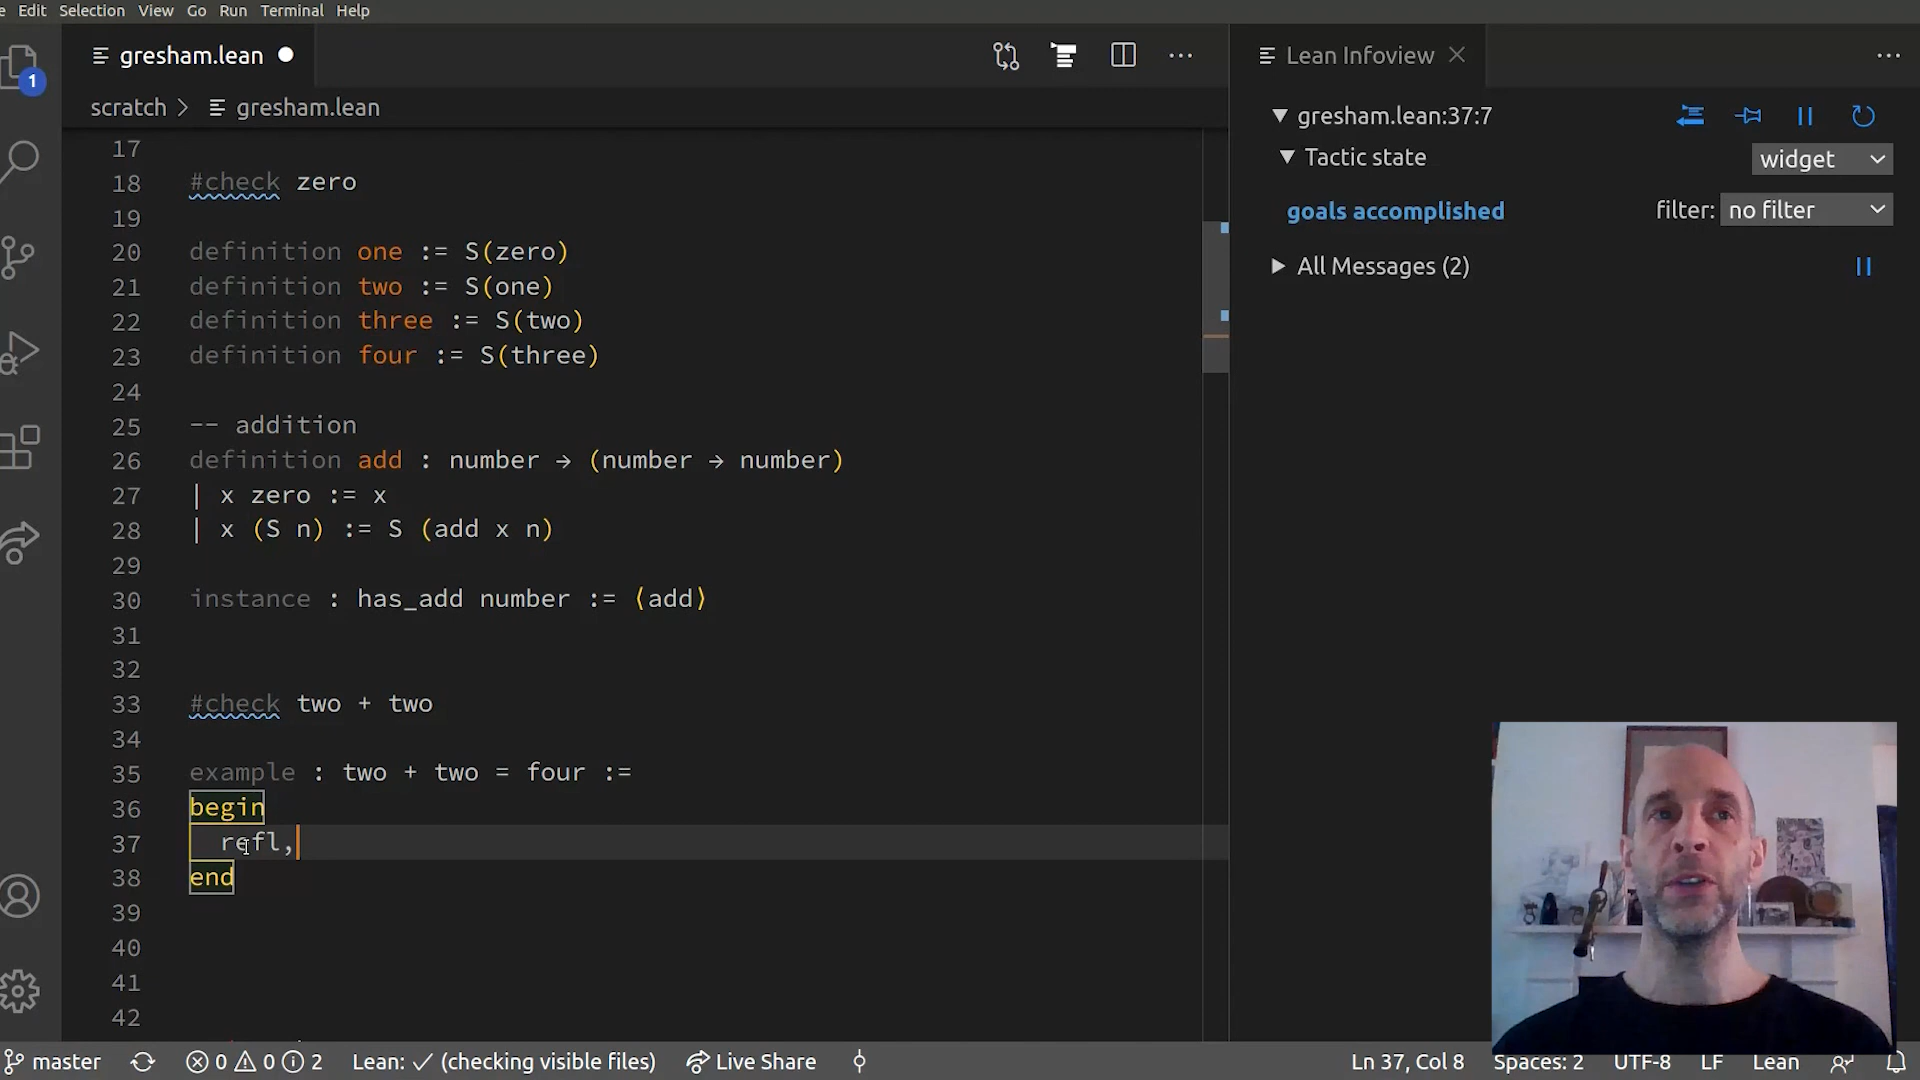 e Edit Selection View Go Run Terminal Help
gresham.lean
Lean Infoview
1
scratch > gresham.lean
gresham.lean:37:7
Tactic state
widget
goals accomplished
filter: no filter
All Messages (2)
17
18 #check zero
19
20 definition one := S(zero)
21 definition two := S(one)
22 definition three := S(two)
23 definition four := S(three)
24
25 -- addition
26 definition add : number → (number → number)
27 | x zero := x
28 | x (S n) := S (add x n)
29
30 instance : has_add number := ⟨add⟩
31
32
33 #check two + two
34
35 example : two + two = four :=
36 begin
37 refl,
38 end
39
40
41
42
master 0 0 2 Lean: ✓ (checking visible files) Live Share Ln 37, Col 8 Spaces: 2 UTF-8 LF Lean